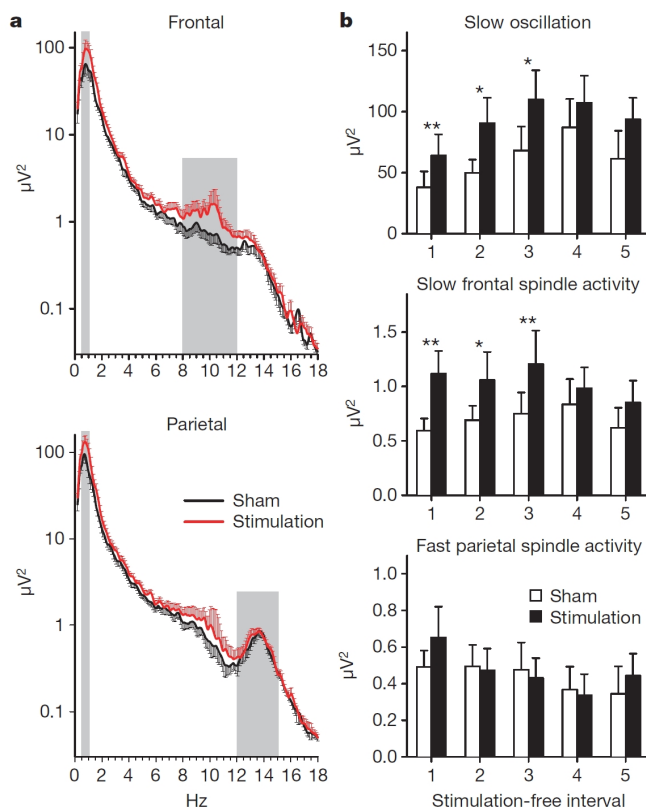 a
Frontal
μV²
100
10
1
0.1
0 2 4 6 8 10 12 14 16 18
Parietal
μV²
100
10
1
0.1
Sham
Stimulation
0 2 4 6 8 10 12 14 16 18
Hz
b
Slow oscillation
μV²
150
100
50
0
** * *
1 2 3 4 5
Slow frontal spindle activity
μV²
1.5
1.0
0.5
0.0
** * **
1 2 3 4 5
Fast parietal spindle activity
μV²
1.0
0.8
0.6
0.4
0.2
0.0
Sham
Stimulation
1 2 3 4 5
Stimulation-free interval